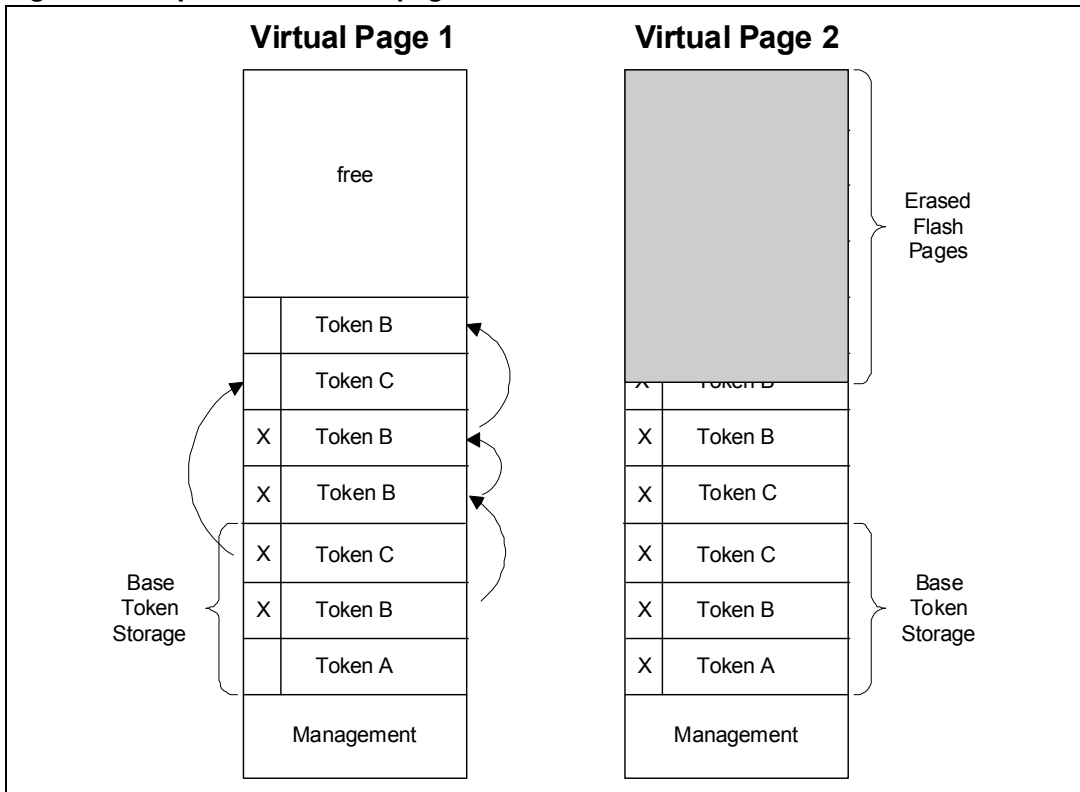 Virtual Page 1
Virtual Page 2
free
Erased
Flash
Pages
Token B
Token C
X Token B
X Token B
X Token C
X Token B
Token A
Management
Base
Token
Storage
X Token B
X Token B
X Token C
X Token C
X Token B
X Token A
Management
Base
Token
Storage